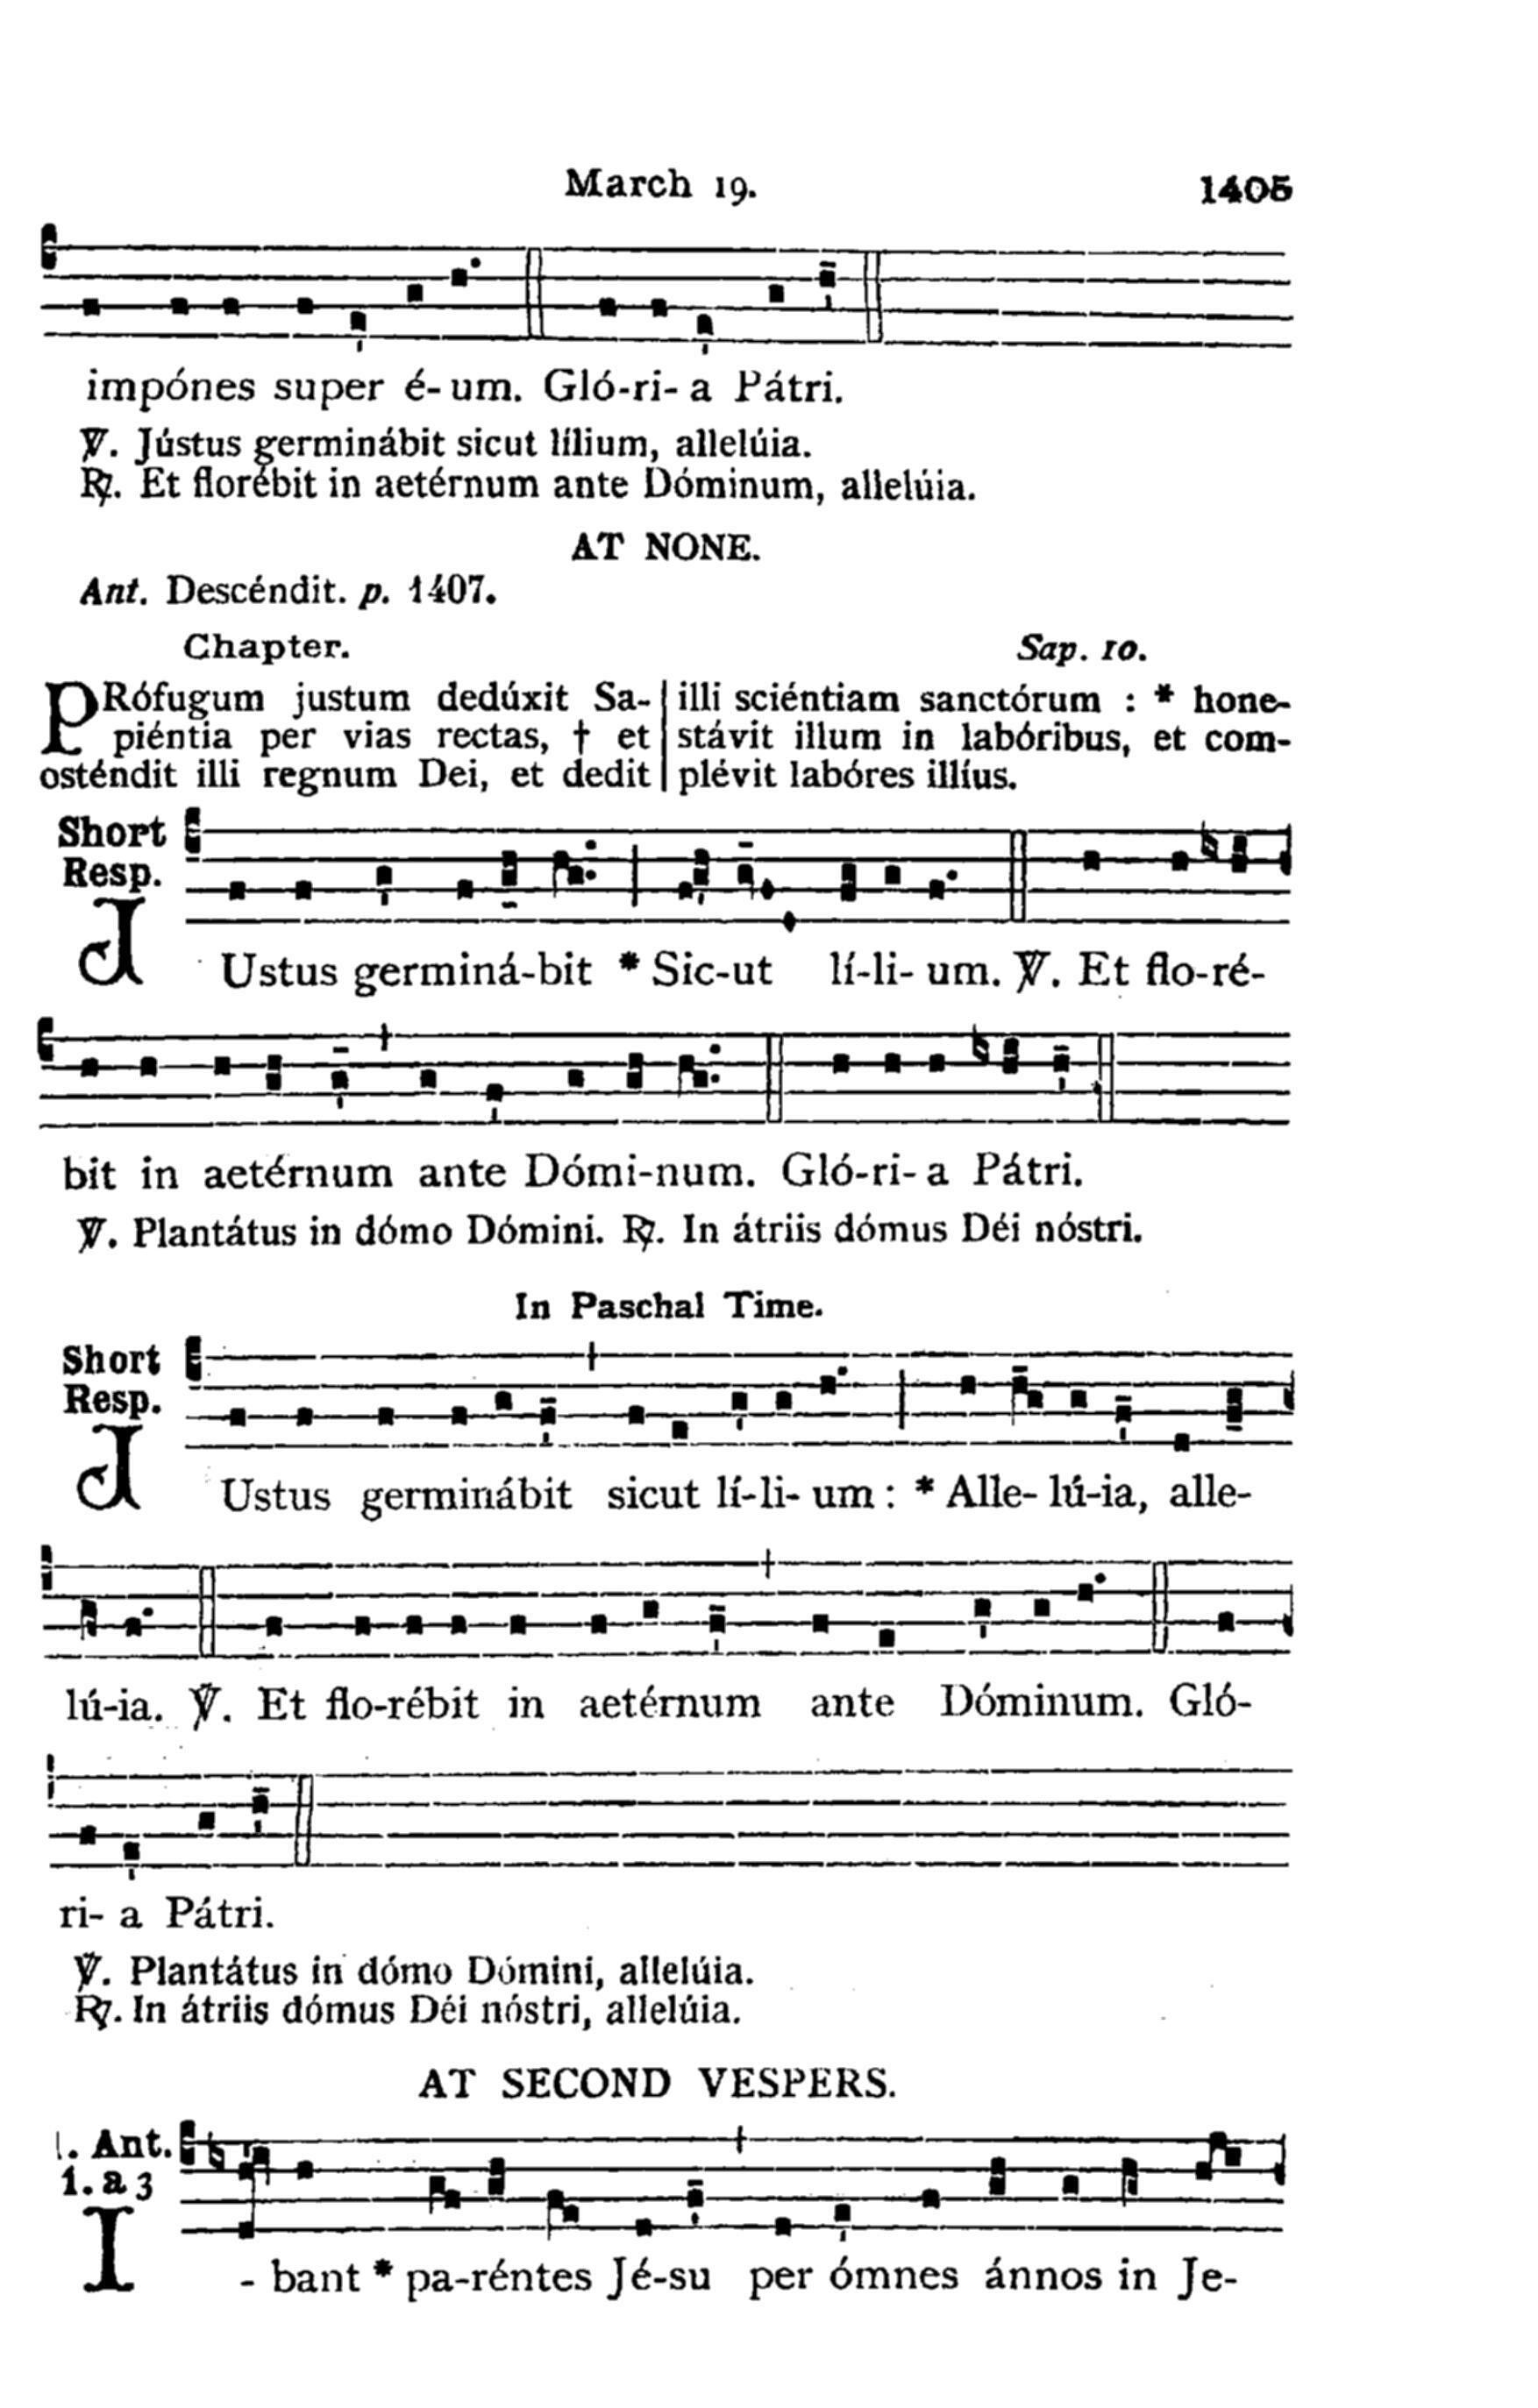 March 19. 1405
impónes super é- um. Gló-ri- a Pátri.
℣. Jústus germinábit sicut lílium, allelúia.
℟. Et florébit in aetérnum ante Dóminum, allelúia.
AT NONE.
Ant. Descéndit. p. 1407.
Chapter. Sap. 10.
PRófugum justum dedúxit Sa-
piéntia per vias rectas, † et
osténdit illi regnum Dei, et dedit
illi sciéntiam sanctórum : * hone-
stávit illum in labóribus, et com-
plévit labóres illíus.
Short
Resp.
JUstus germiná-bit * Sic-ut lí-li- um. ℣. Et flo-ré-
bit in aetérnum ante Dómi-num. Gló-ri- a Pátri.
℣. Plantátus in dómo Dómini. ℟. In átriis dómus Déi nóstri.
In Paschal Time.
Short
Resp.
JUstus germinábit sicut lí-li- um : * Alle- lú-ia, alle-
lú-ia. ℣. Et flo-rébit in aetérnum ante Dóminum. Gló-
ri- a Pátri.
℣. Plantátus in dómo Dómini, allelúia.
℟. In átriis dómus Déi nóstri, allelúia.
AT SECOND VESPERS.
1. Ant.
1. a 3
I- bant * pa-réntes Jé-su per ómnes ánnos in Je-